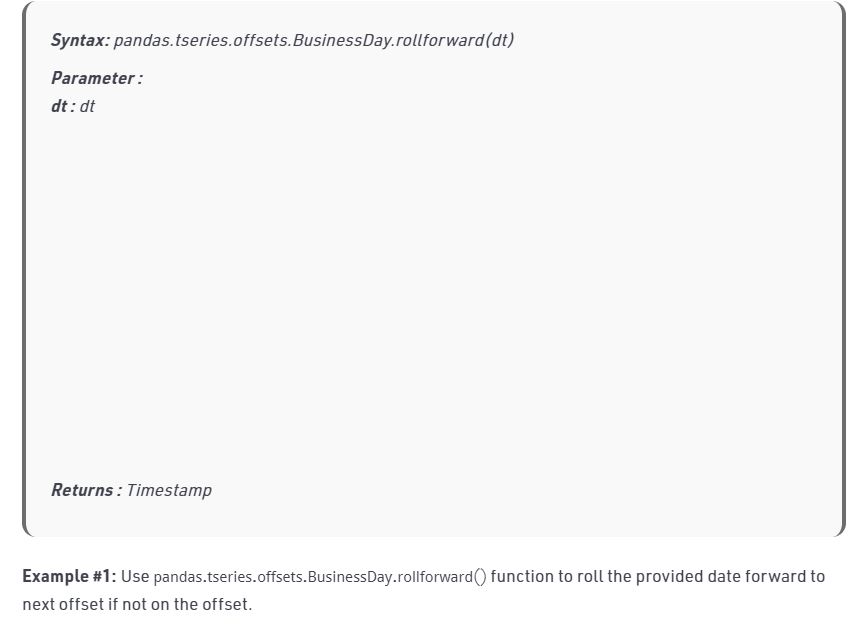 Syntax: pandas.tseries.offsets.BusinessDay.rollforward(dt)
Parameter :
dt : dt
Returns : Timestamp
Example #1: Use pandas.tseries.offsets.BusinessDay.rollforward() function to roll the provided date forward to
next offset if not on the offset.